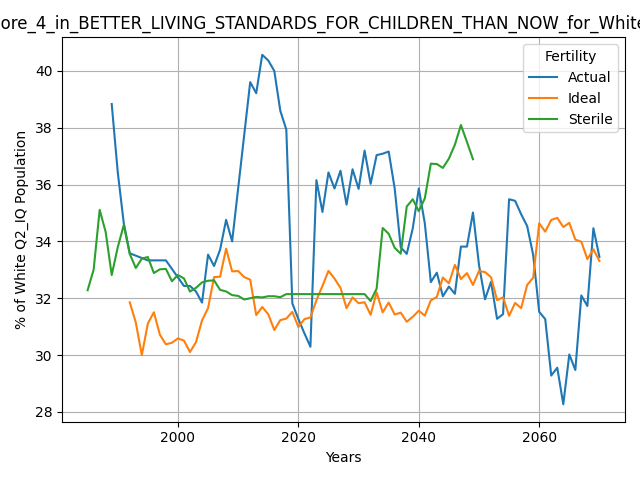 ore_4_in_BETTER_LIVING_STANDARDS_FOR_CHILDREN_THAN_NOW_for_White
Fertility
Actual
Ideal
Sterile
% of White Q2_IQ Population
40
38
36
34
32
30
28
2000
2020
2040
2060
Years